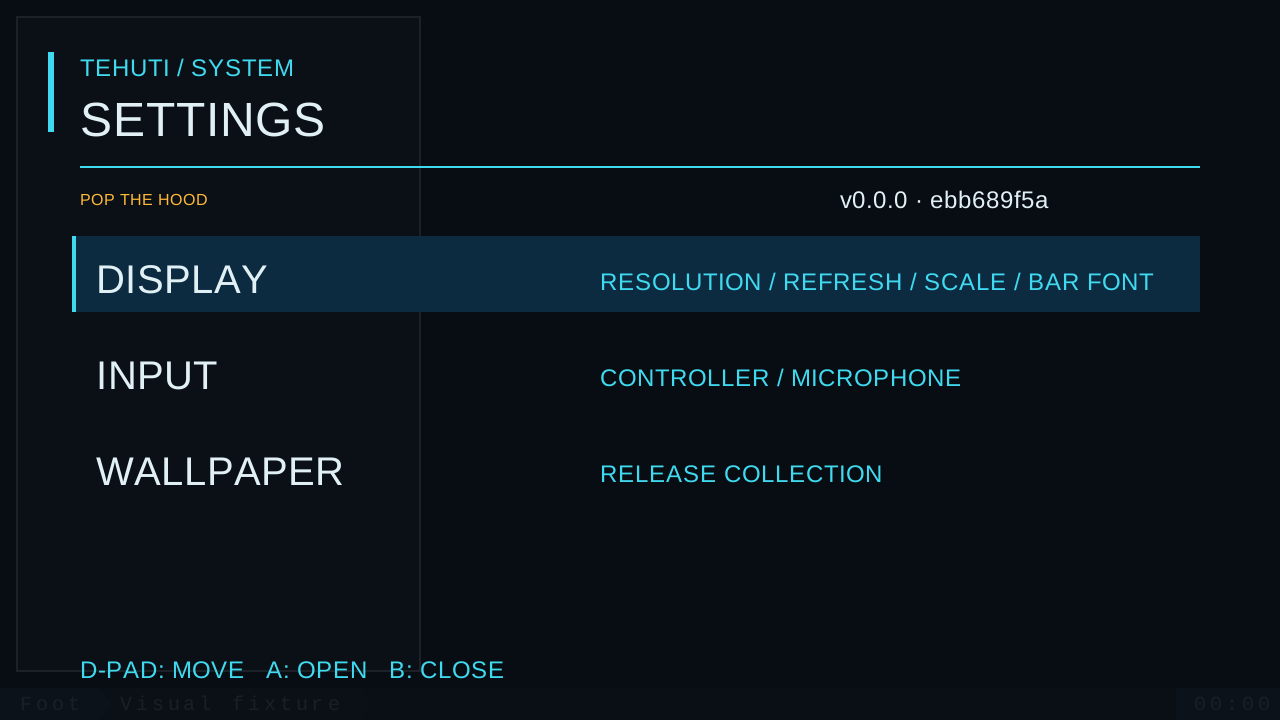 TEHUTI / SYSTEM
SETTINGS
POP THE HOOD
v0.0.0 · ebb689f5a
DISPLAY
RESOLUTION / REFRESH / SCALE / BAR FONT
INPUT
CONTROLLER / MICROPHONE
WALLPAPER
RELEASE COLLECTION
D-PAD: MOVE A: OPEN B: CLOSE
Foot Visual fixture 00:00